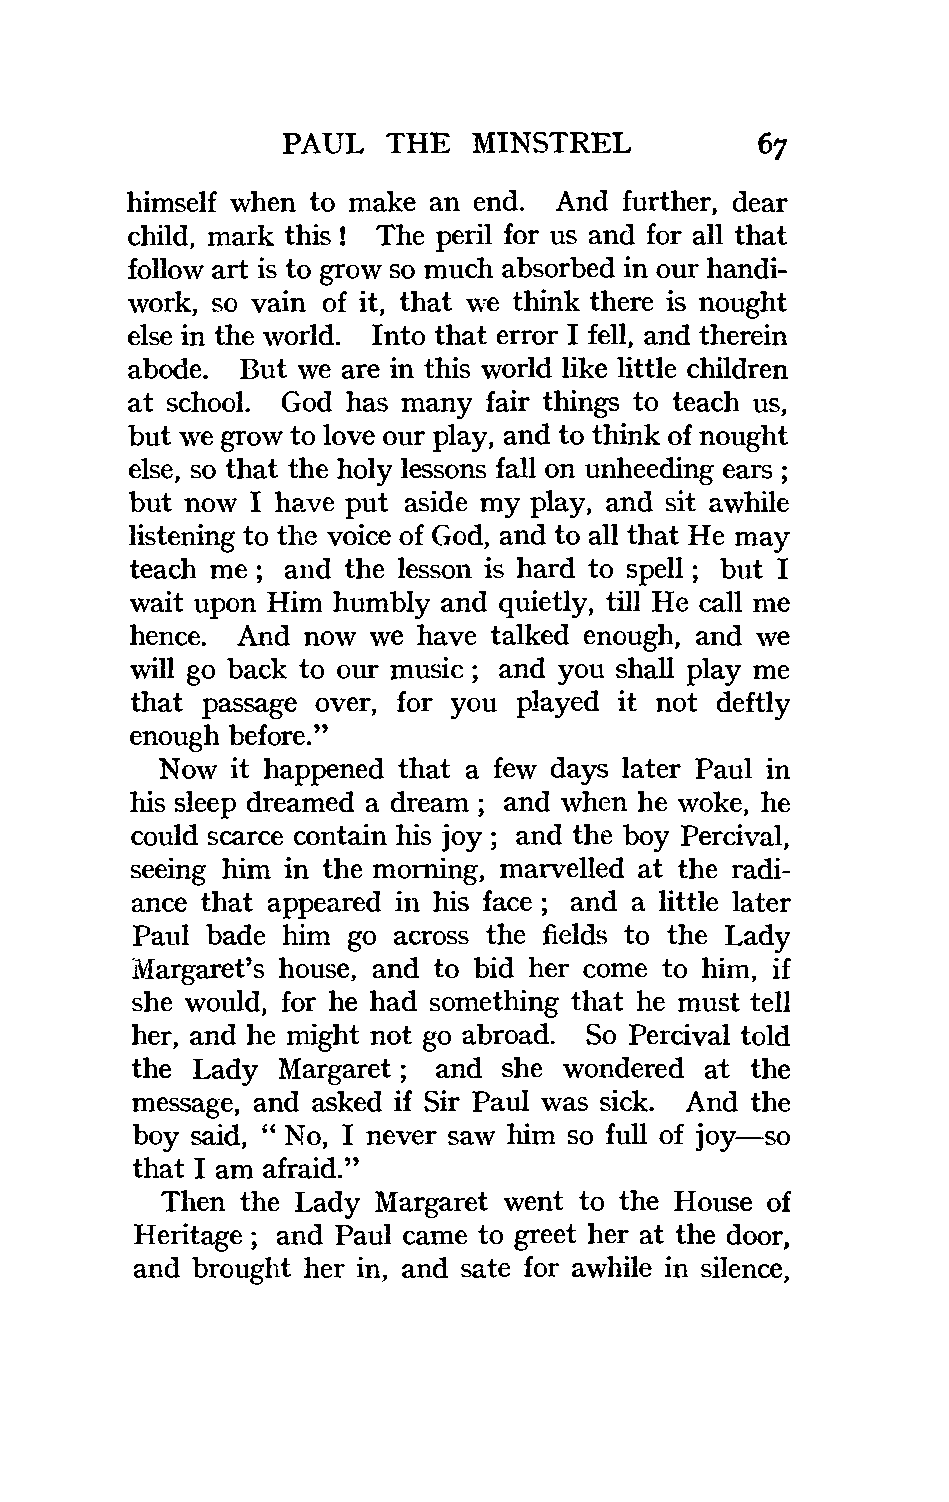 PAUL THE MINSTREL 67
himself when to make an end. And further, dear
child, mark this ! The peril for us and for all that
follow art is to grow so much absorbed in our handi-
work, so vain of it, that we think there is nought
else in the world. Into that error I fell, and therein
abode. But we are in this world like little children
at school. God has many fair things to teach us,
but we grow to love our play, and to think of nought
else, so that the holy lessons fall on unheeding ears ;
but now I have put aside my play, and sit awhile
listening to the voice of God, and to all that He may
teach me ; and the lesson is hard to spell ; but I
wait upon Him humbly and quietly, till He call me
hence. And now we have talked enough, and we
will go back to our music ; and you shall play me
that passage over, for you played it not deftly
enough before.”
Now it happened that a few days later Paul in
his sleep dreamed a dream ; and when he woke, he
could scarce contain his joy ; and the boy Percival,
seeing him in the morning, marvelled at the radi-
ance that appeared in his face ; and a little later
Paul bade him go across the fields to the Lady
Margaret’s house, and to bid her come to him, if
she would, for he had something that he must tell
her, and he might not go abroad. So Percival told
the Lady Margaret ; and she wondered at the
message, and asked if Sir Paul was sick. And the
boy said, “ No, I never saw him so full of joy—so
that I am afraid.”
Then the Lady Margaret went to the House of
Heritage ; and Paul came to greet her at the door,
and brought her in, and sate for awhile in silence,